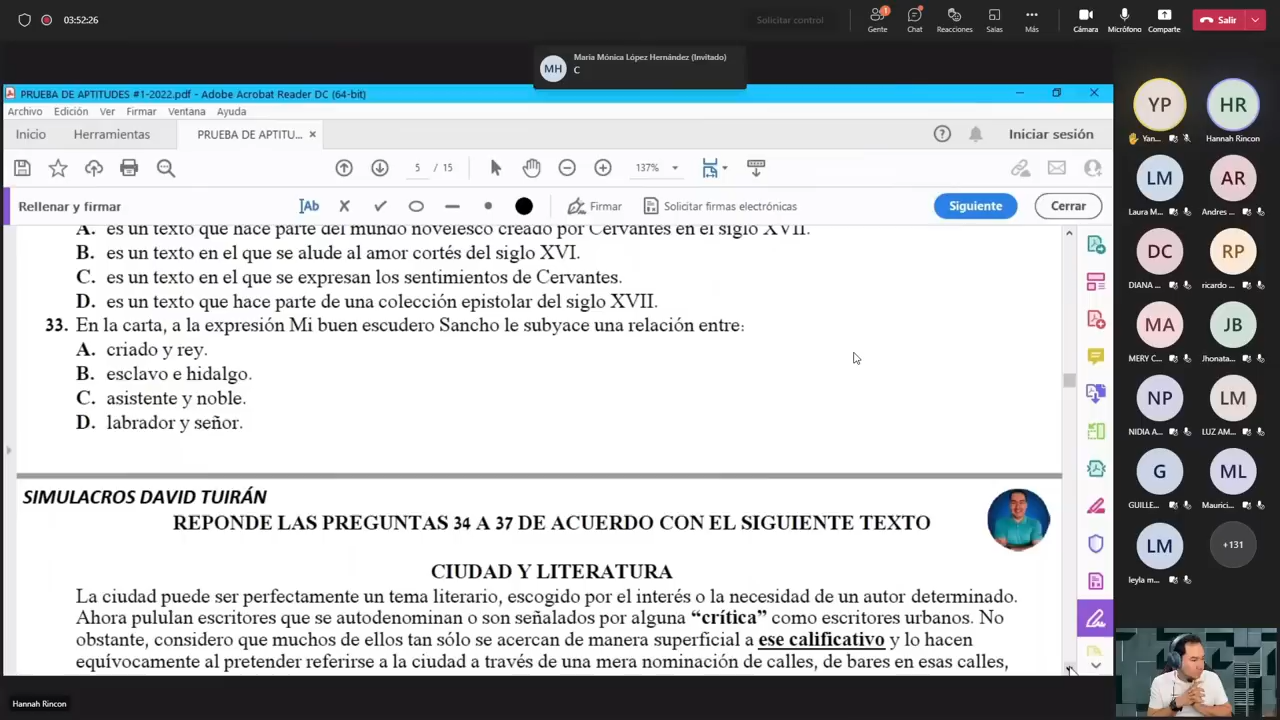 03:52:26
Solicitar control
1
Gente
Chat
Reacciones
Salas
Más
Cámara
Micrófono
Comparte
Salir
MH
María Mónica López Hernández (Invitado)
C
PRUEBA DE APTITUDES #1-2022.pdf - Adobe Acrobat Reader DC (64-bit)
Archivo Edición Ver Firmar Ventana Ayuda
Inicio Herramientas PRUEBA DE APTITU... Iniciar sesión
5 / 15 137%
Rellenar y firmar Ab Firmar Solicitar firmas electrónicas Siguiente Cerrar
A. es un texto que hace parte del mundo novelesco creado por Cervantes en el siglo XVII.
B. es un texto en el que se alude al amor cortés del siglo XVI.
C. es un texto en el que se expresan los sentimientos de Cervantes.
D. es un texto que hace parte de una colección epistolar del siglo XVII.
33. En la carta, a la expresión Mi buen escudero Sancho le subyace una relación entre:
A. criado y rey.
B. esclavo e hidalgo.
C. asistente y noble.
D. labrador y señor.
SIMULACROS DAVID TUIRÁN
REPONDE LAS PREGUNTAS 34 A 37 DE ACUERDO CON EL SIGUIENTE TEXTO
CIUDAD Y LITERATURA
La ciudad puede ser perfectamente un tema literario, escogido por el interés o la necesidad de un autor determinado.
Ahora pululan escritores que se autodenominan o son señalados por alguna “crítica” como escritores urbanos. No
obstante, considero que muchos de ellos tan sólo se acercan de manera superficial a ese calificativo y lo hacen
equívocamente al pretender referirse a la ciudad a través de una mera nominación de calles, de bares en esas calles,
YP HR
Yan... Hannah Rincon
LM AR
Laura M... Andres ...
DC RP
DIANA ... ricardo ...
MA JB
MERY C... Jhonata...
NP LM
NIDIA A... LUZ AM...
G ML
GUILLE... Maurici...
LM +131
leyla m...
Hannah Rincon